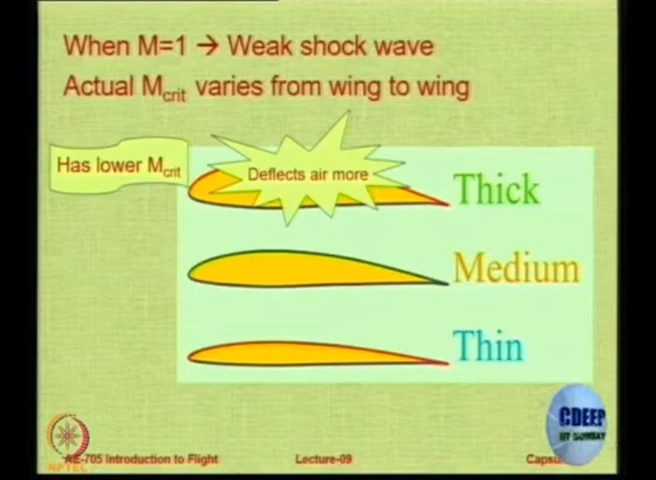 When M=1 → Weak shock wave
Actual Mcrit varies from wing to wing
Has lower Mcrit
Deflects air more
Thick
Medium
Thin
CDEEP
IIT BOMBAY
NPTEL
AE-705 Introduction to Flight
Lecture-09
Capsu